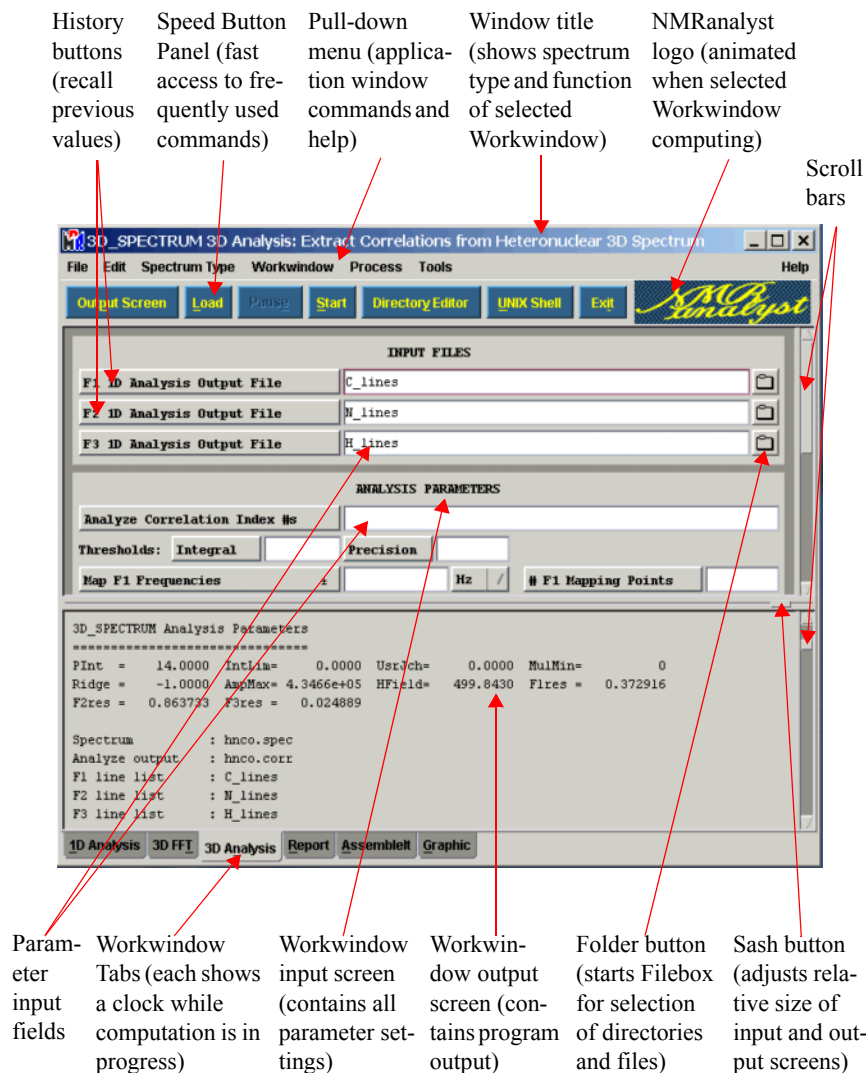 History
buttons
(recall
previous
values)
Speed Button
Panel (fast
access to fre-
quently used
commands)
Pull-down
menu (applica-
tion window
commands and
help)
Window title
(shows spectrum
type and function
of selected
Workwindow)
NMRanalyst
logo (animated
when selected
Workwindow
computing)
Scroll
bars
3D_SPECTRUM 3D Analysis: Extract Correlations from Heteronuclear 3D Spectrum
File Edit Spectrum Type Workwindow Process Tools Help
Output Screen Load Pause Start Directory Editor UNIX Shell Exit NMR analyst
INPUT FILES
F1 1D Analysis Output File C_lines
F2 1D Analysis Output File N_lines
F3 1D Analysis Output File H_lines
ANALYSIS PARAMETERS
Analyze Correlation Index #s
Thresholds: Integral Precision
Map F1 Frequencies ± Hz # F1 Mapping Points
3D_SPECTRUM Analysis Parameters
===============================
PInt = 14.0000 IntLim= 0.0000 UsrJch= 0.0000 MulMin= 0
Ridge = -1.0000 AmpMax= 4.3466e+05 HField= 499.8430 F1res = 0.372916
F2res = 0.863733 F3res = 0.024889
Spectrum : hnco.spec
Analyze output : hnco.corr
F1 line list : C_lines
F2 line list : N_lines
F3 line list : H_lines
1D Analysis 3D FFT 3D Analysis Report AssembleIt Graphic
Param-
eter
input
fields
Workwindow
Tabs (each shows
a clock while
computation is in
progress)
Workwindow
input screen
(contains all
parameter set-
tings)
Workwin-
dow output
screen (con-
tains program
output)
Folder button
(starts Filebox
for selection
of directories
and files)
Sash button
(adjusts rela-
tive size of
input and out-
put screens)